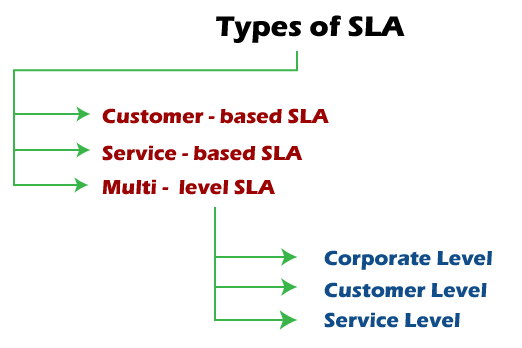 Types of SLA
Customer - based SLA
Service - based SLA
Multi - level SLA
Corporate Level
Customer Level
Service Level